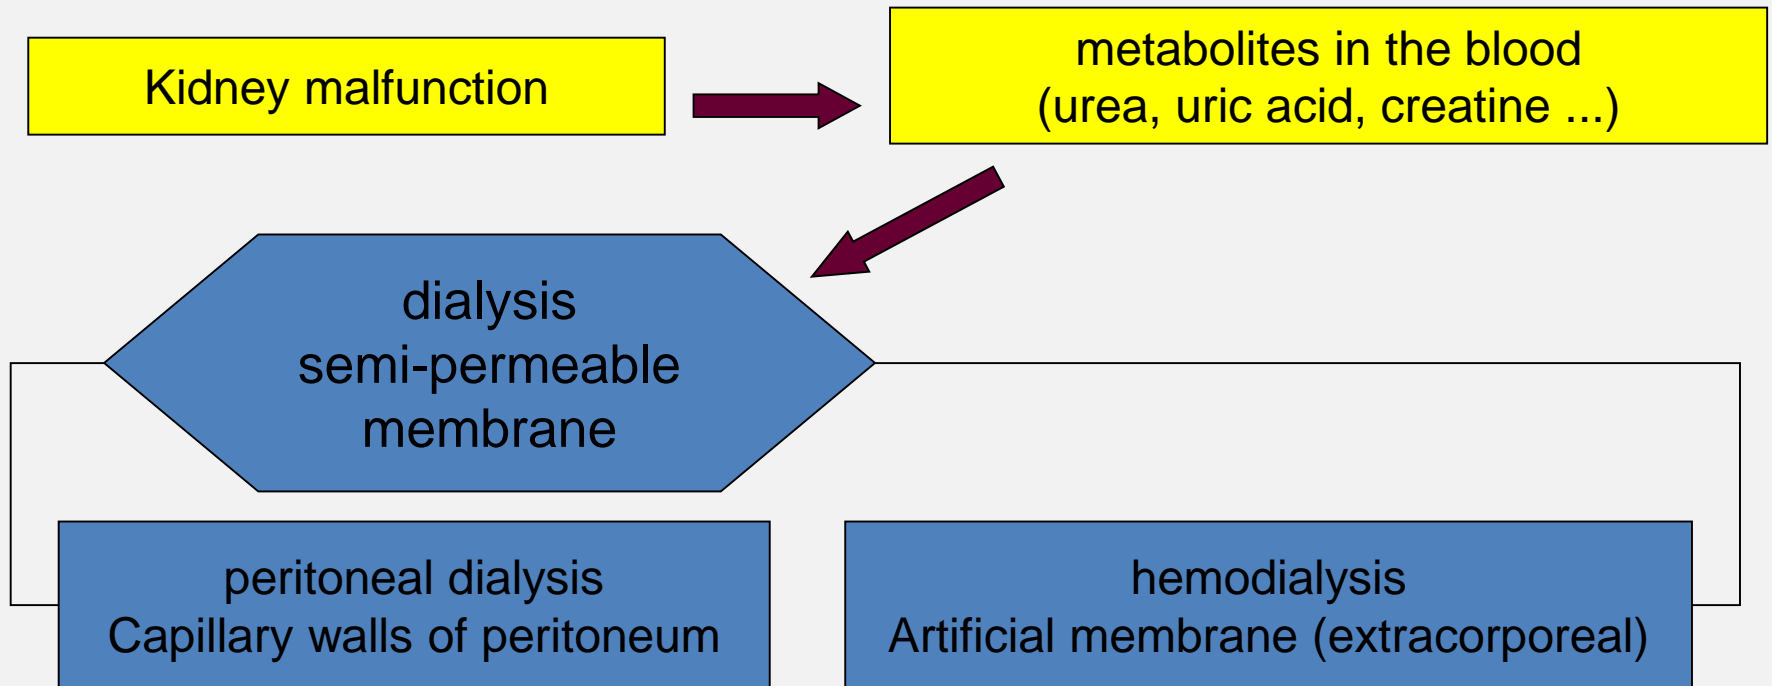 Kidney malfunction
metabolites in the blood
(urea, uric acid, creatine ...)
dialysis
semi-permeable
membrane
peritoneal dialysis
Capillary walls of peritoneum
hemodialysis
Artificial membrane (extracorporeal)